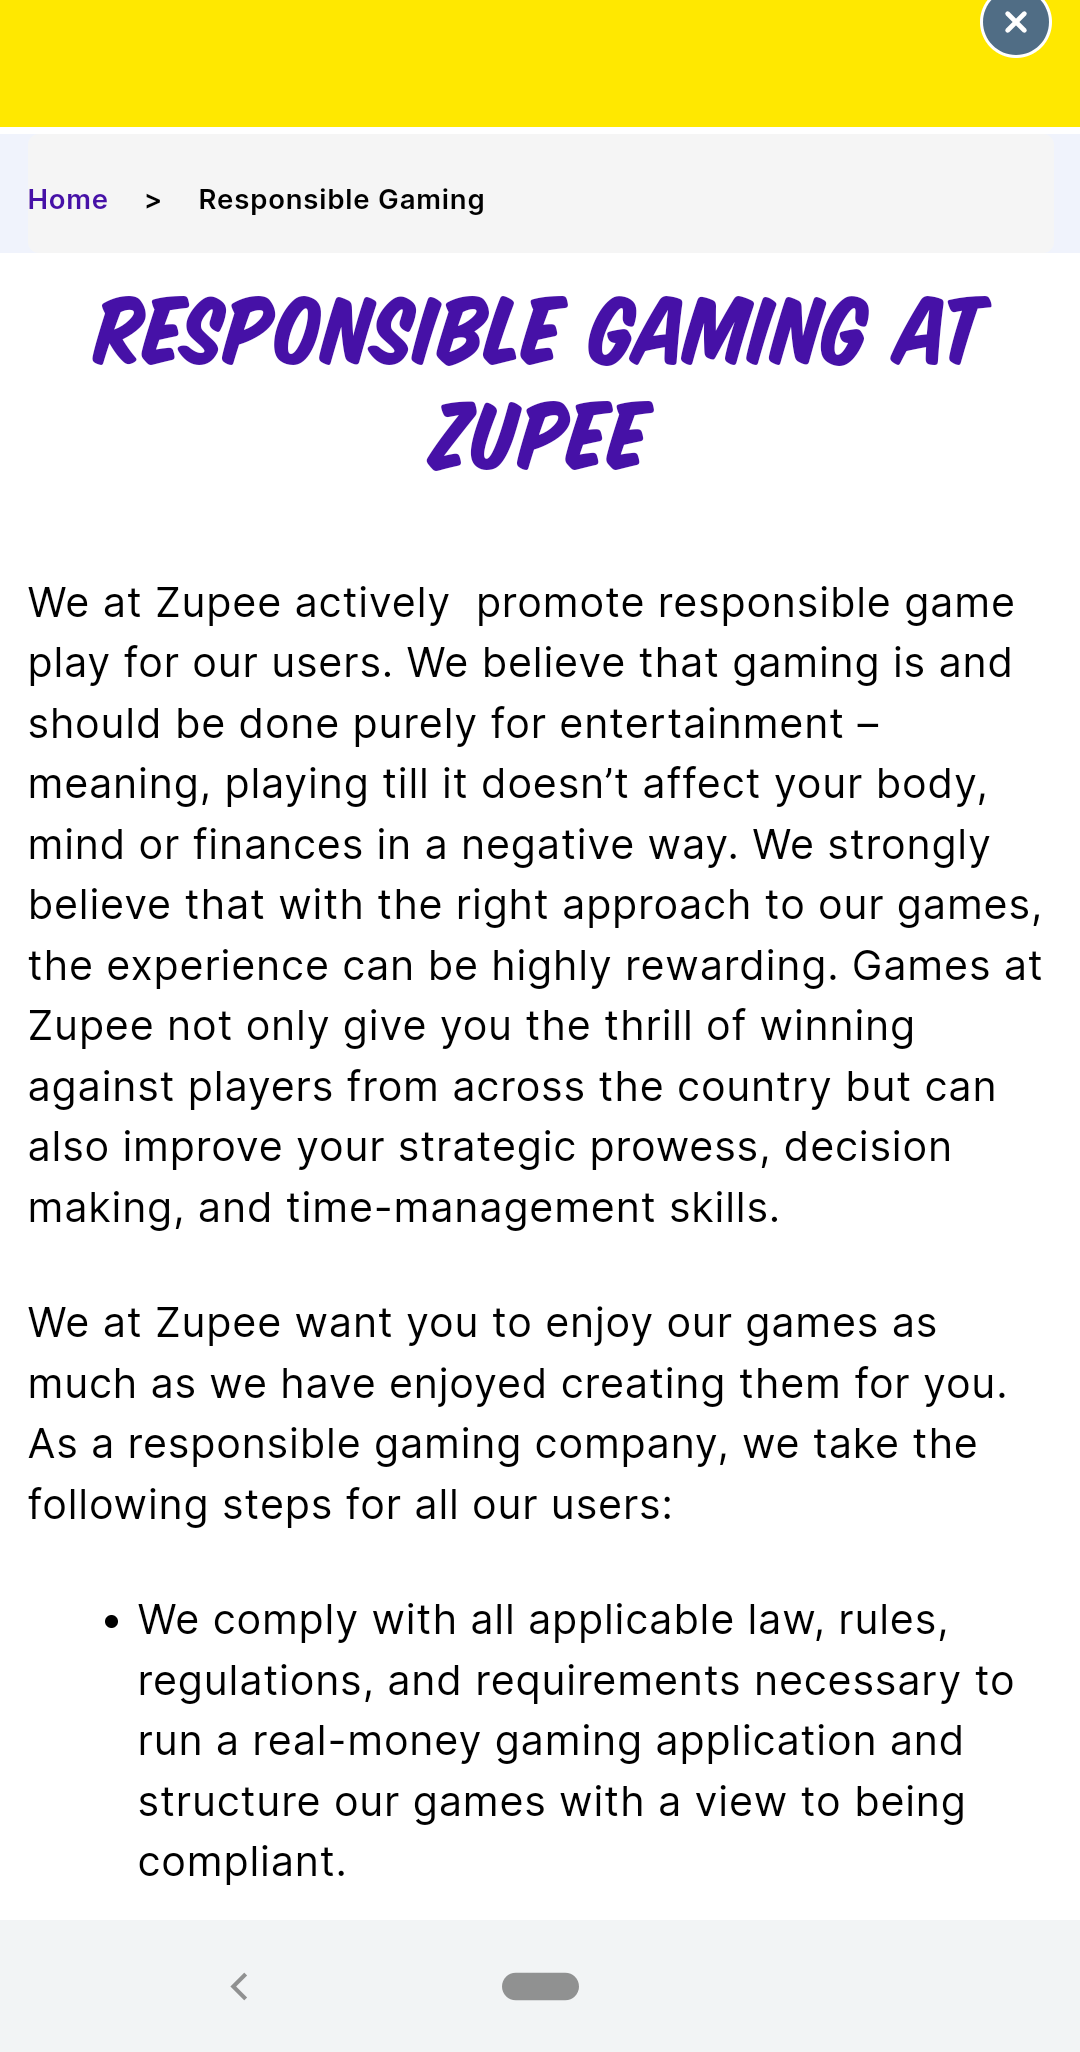 Home > Responsible Gaming
RESPONSIBLE GAMING AT
ZUPEE
We at Zupee actively  promote responsible game
play for our users. We believe that gaming is and
should be done purely for entertainment –
meaning, playing till it doesn’t affect your body,
mind or finances in a negative way. We strongly
believe that with the right approach to our games,
the experience can be highly rewarding. Games at
Zupee not only give you the thrill of winning
against players from across the country but can
also improve your strategic prowess, decision
making, and time-management skills.
We at Zupee want you to enjoy our games as
much as we have enjoyed creating them for you.
As a responsible gaming company, we take the
following steps for all our users:
• We comply with all applicable law, rules,
regulations, and requirements necessary to
run a real-money gaming application and
structure our games with a view to being
compliant.